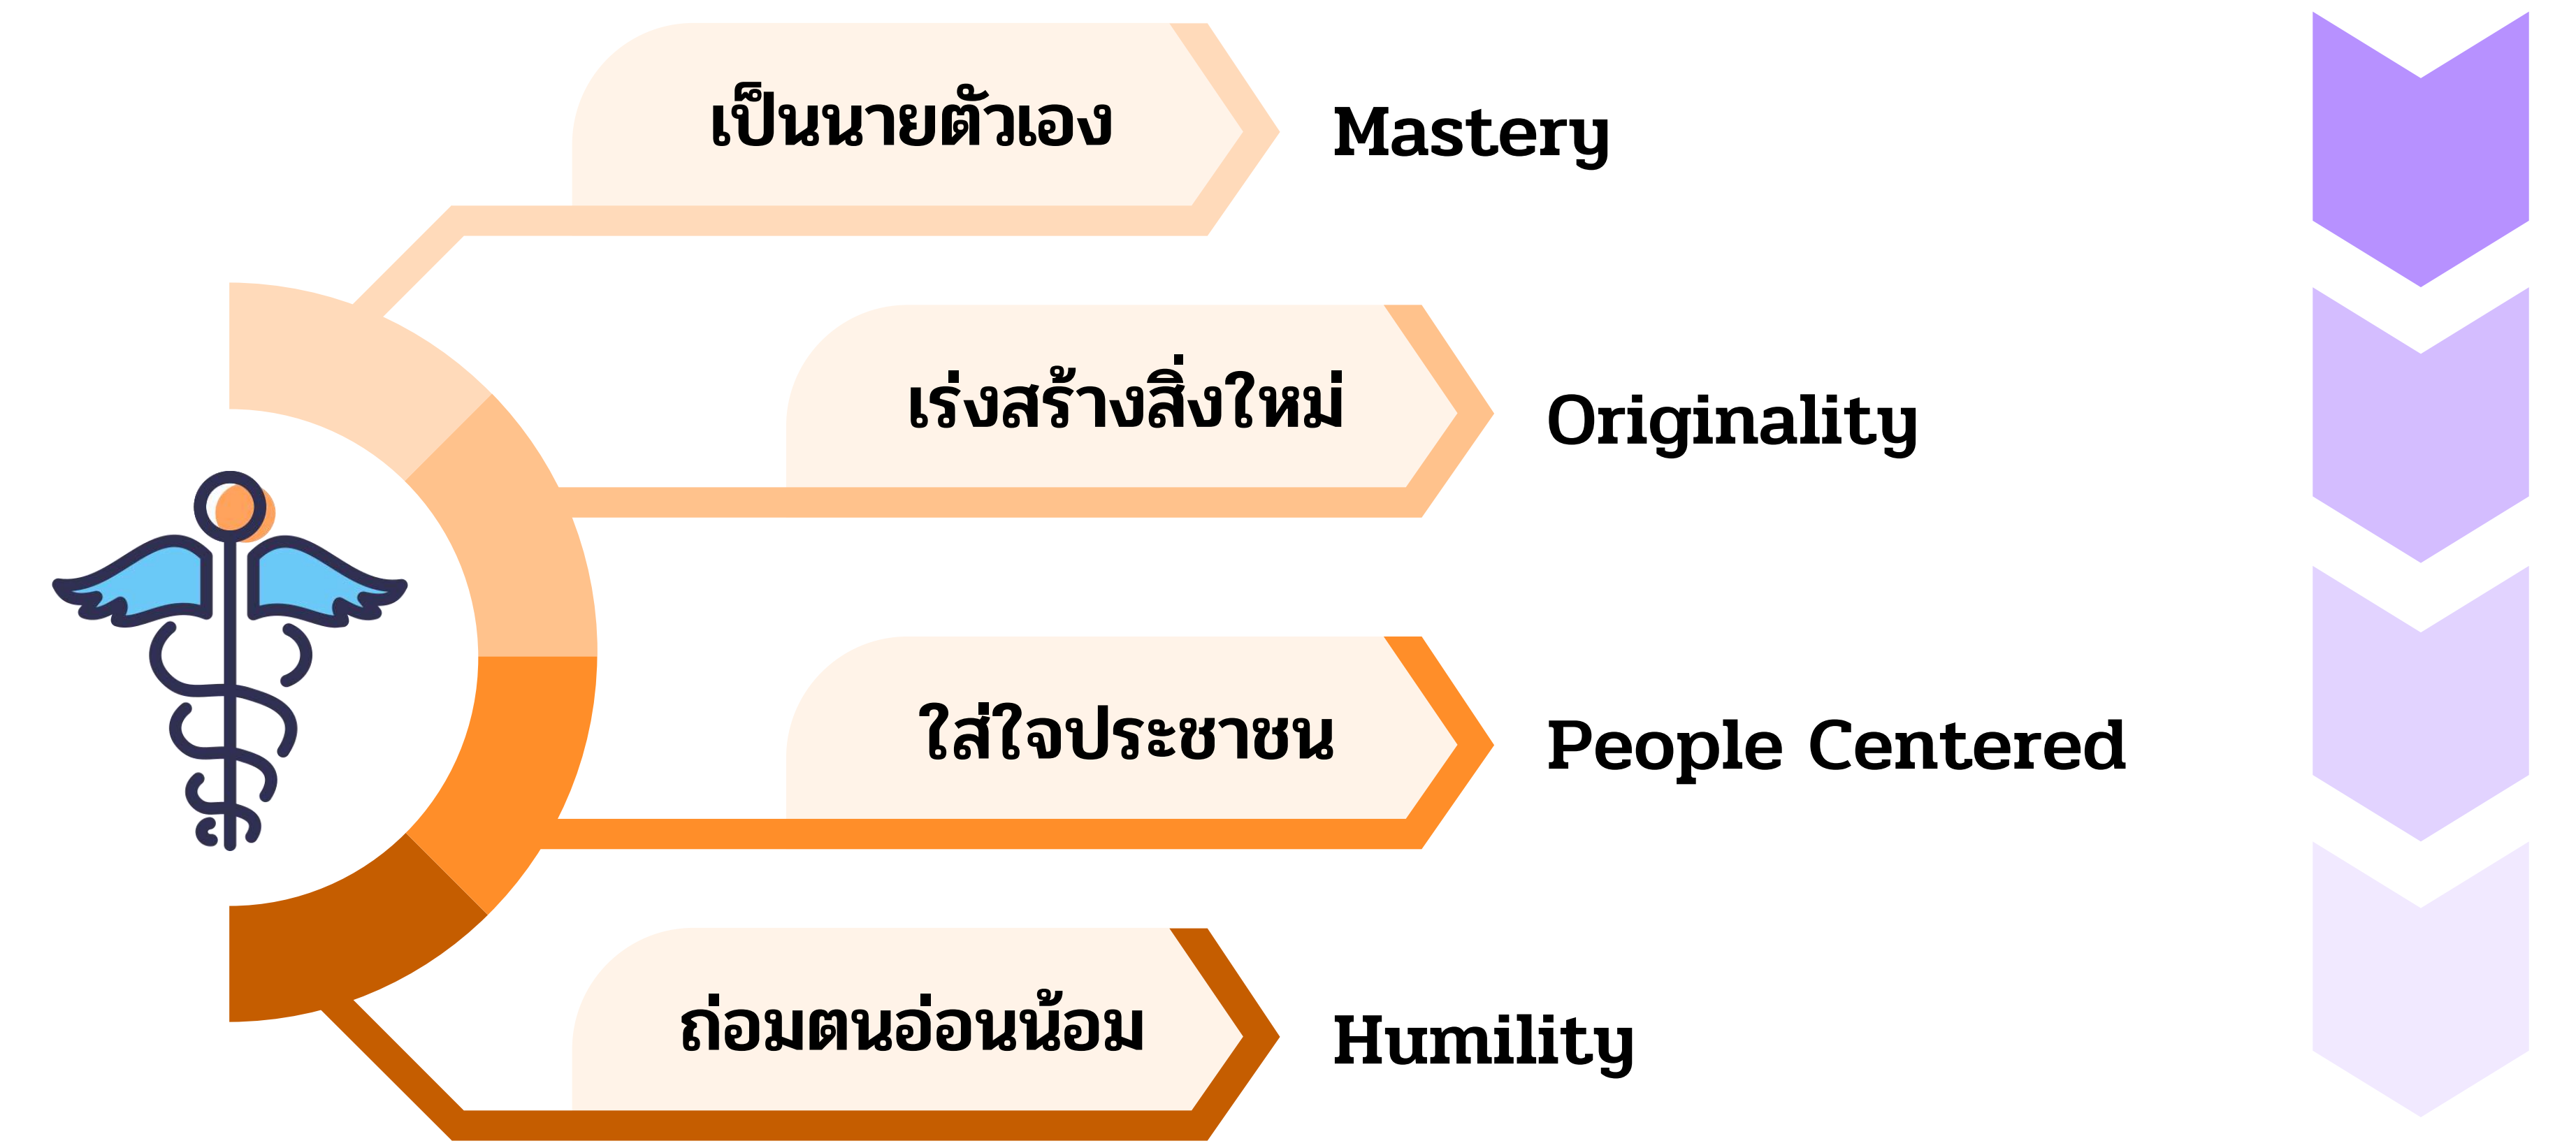 เป็นนายตัวเอง
Mastery
เร่งสร้างสิ่งใหม่
Originality
ใส่ใจประชาชน
People Centered
ถ่อมตนอ่อนน้อม
Humility